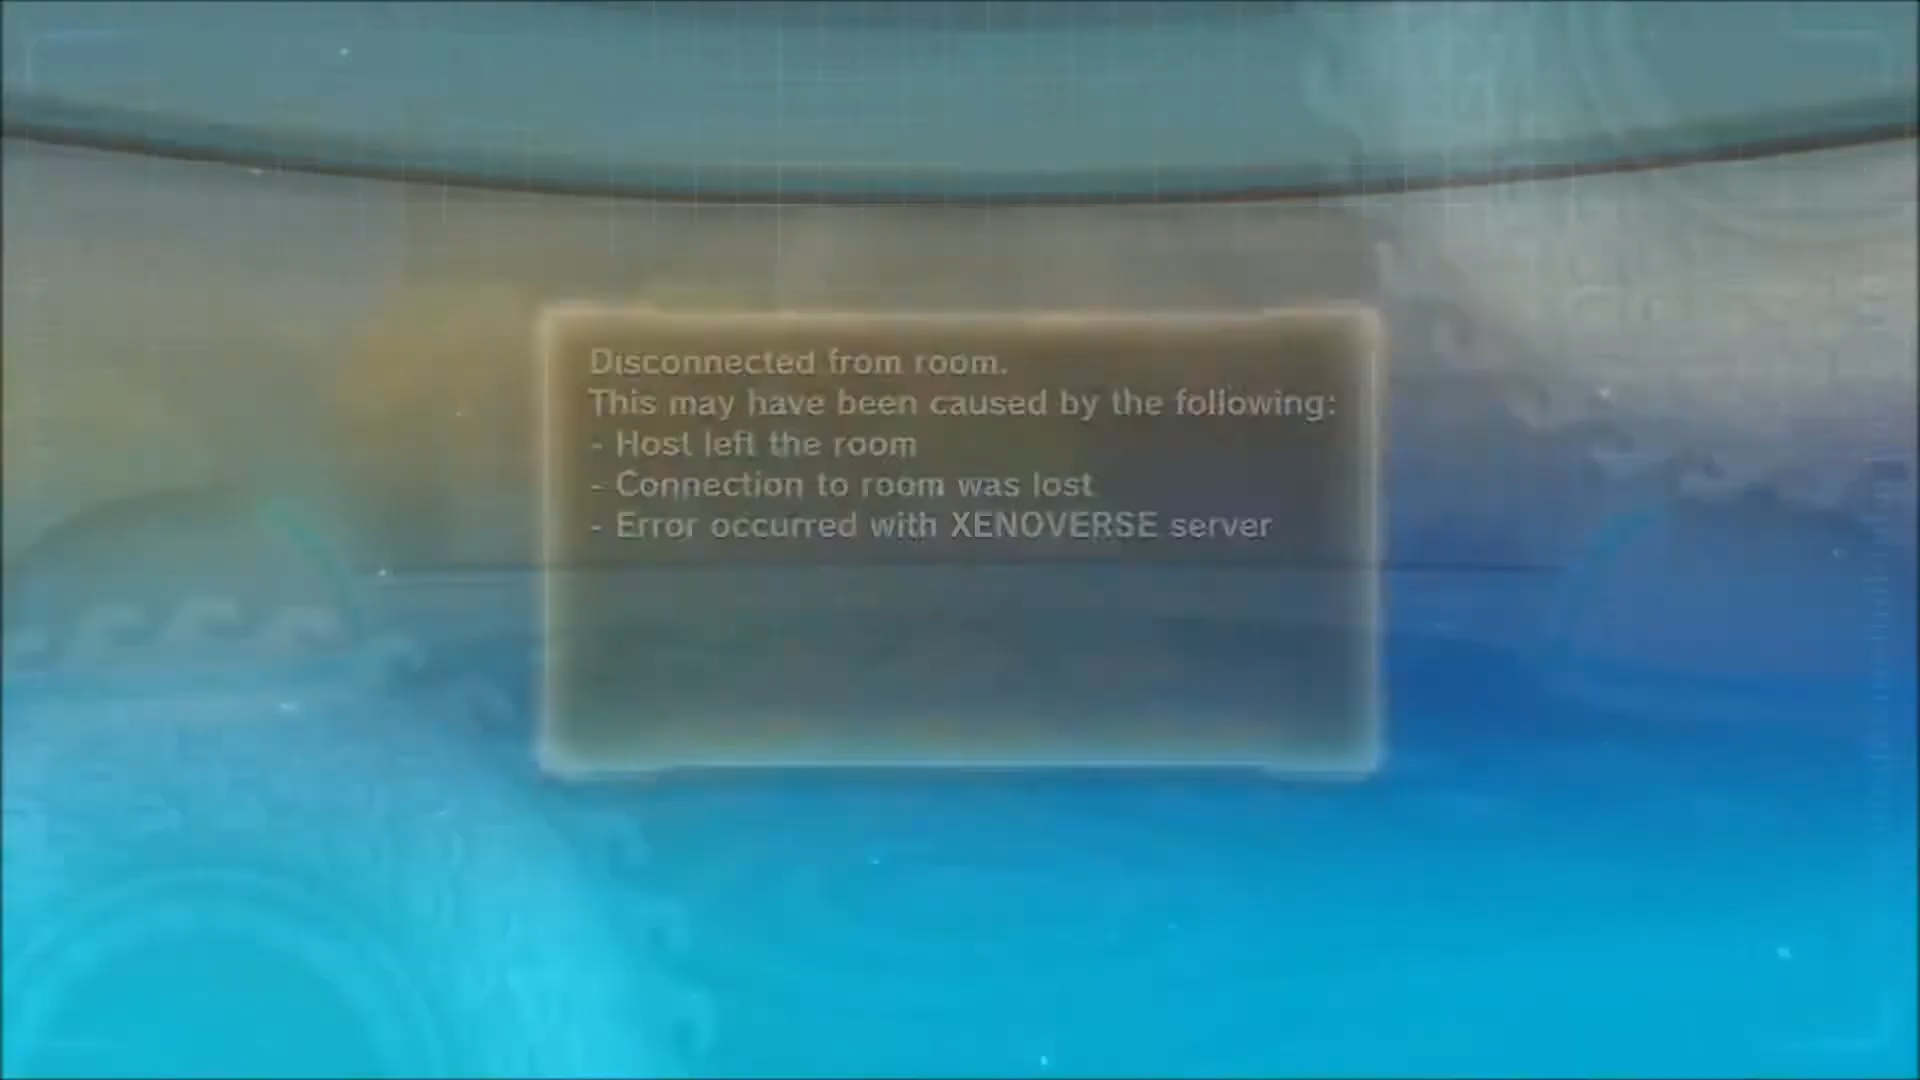 Disconnected from room.
This may have been caused by the following:
- Host left the room
- Connection to room was lost
- Error occurred with XENOVERSE server